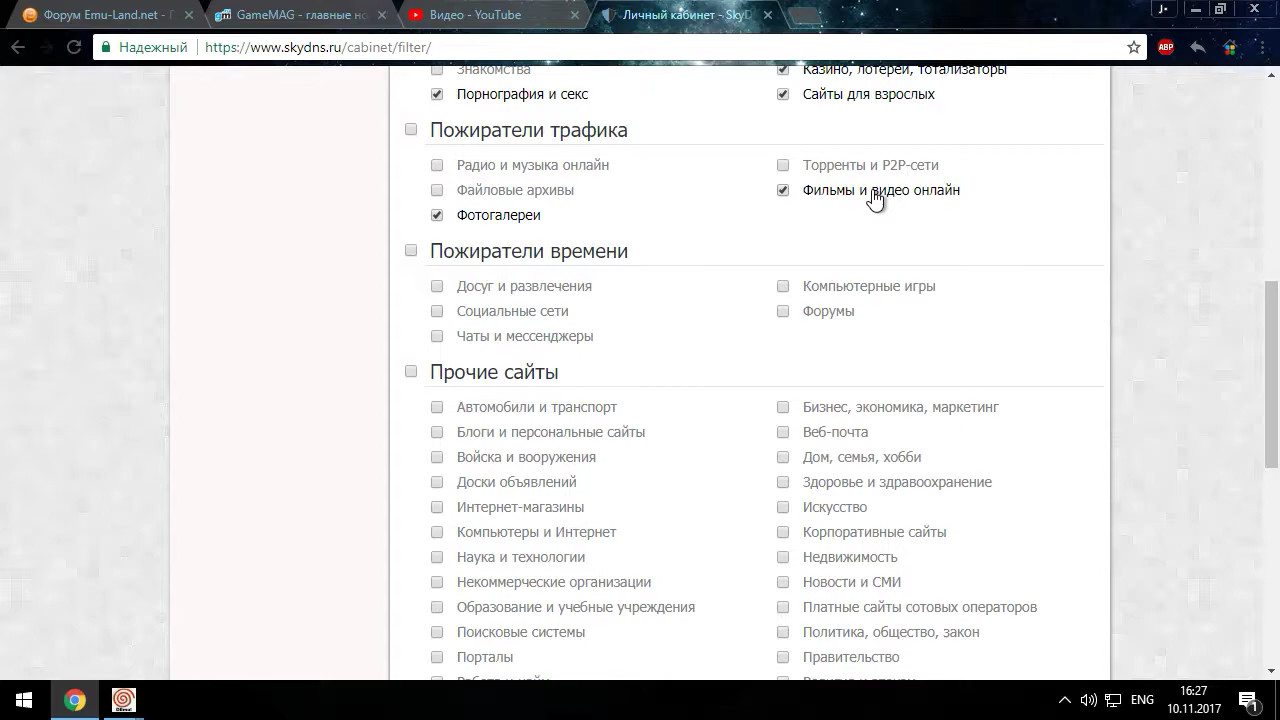 Форум Emu-Land.net - Г
GameMAG - главные но
Видео - YouTube
Личный кабинет - SkyD
Надежный
https://www.skydns.ru/cabinet/filter/
ABP
Знакомства
Казино, лотереи, тотализаторы
Порнография и секс
Сайты для взрослых
Пожиратели трафика
Радио и музыка онлайн
Торренты и P2P-сети
Файловые архивы
Фильмы и видео онлайн
Фотогалереи
Пожиратели времени
Досуг и развлечения
Компьютерные игры
Социальные сети
Форумы
Чаты и мессенджеры
Прочие сайты
Автомобили и транспорт
Бизнес, экономика, маркетинг
Блоги и персональные сайты
Веб-почта
Войска и вооружения
Дом, семья, хобби
Доски объявлений
Здоровье и здравоохранение
Интернет-магазины
Искусство
Компьютеры и Интернет
Корпоративные сайты
Наука и технологии
Недвижимость
Некоммерческие организации
Новости и СМИ
Образование и учебные учреждения
Платные сайты сотовых операторов
Поисковые системы
Политика, общество, закон
Порталы
Правительство
ENG
16:27
10.11.2017
1